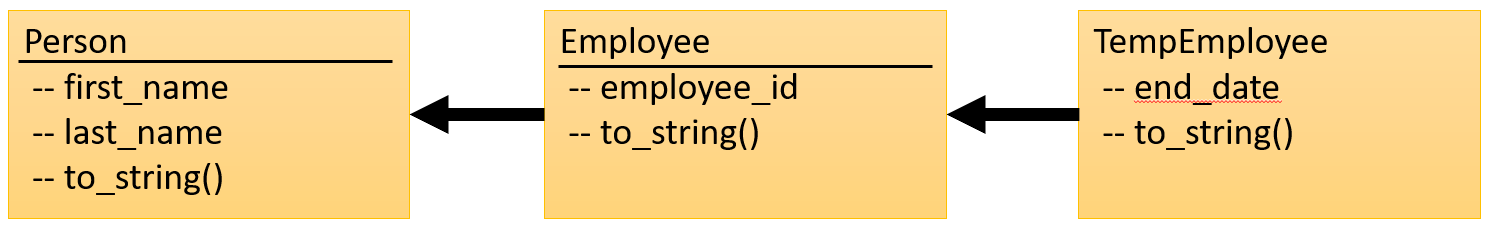 Person
-- first_name
-- last_name
-- to_string()
Employee
-- employee_id
-- to_string()
TempEmployee
-- end_date
-- to_string()